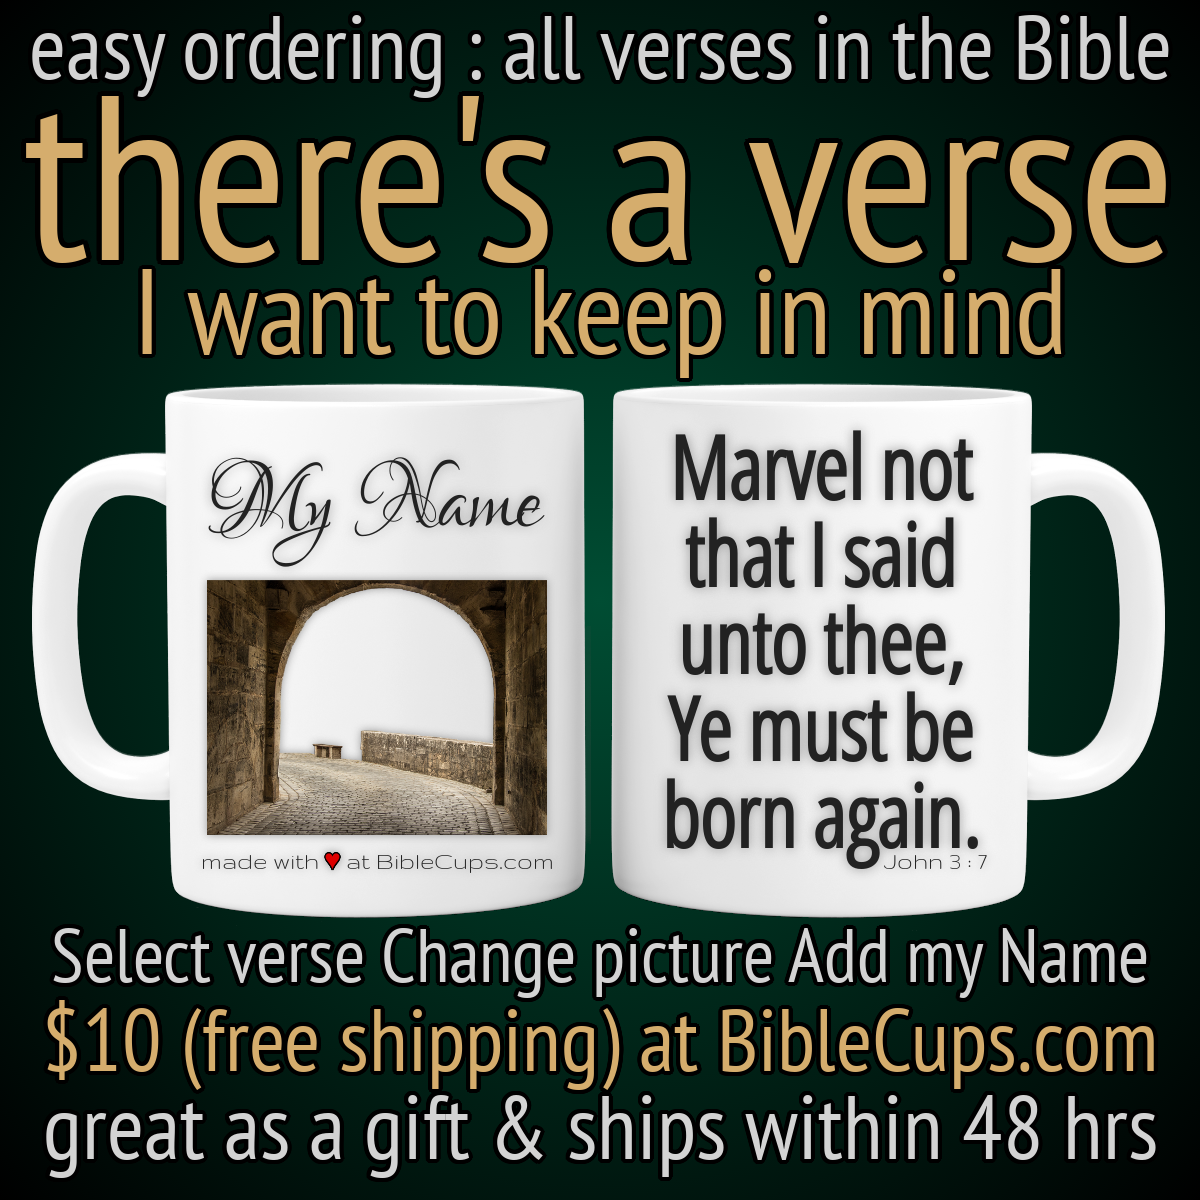 easy ordering : all verses in the Bible
there's a verse
I want to keep in mind
My Name
made with ♥ at BibleCups.com
Marvel not
that I said
unto thee,
Ye must be
born again.
John 3:7
Select verse Change picture Add my Name
$10 (free shipping) at BibleCups.com
great as a gift & ships within 48 hrs